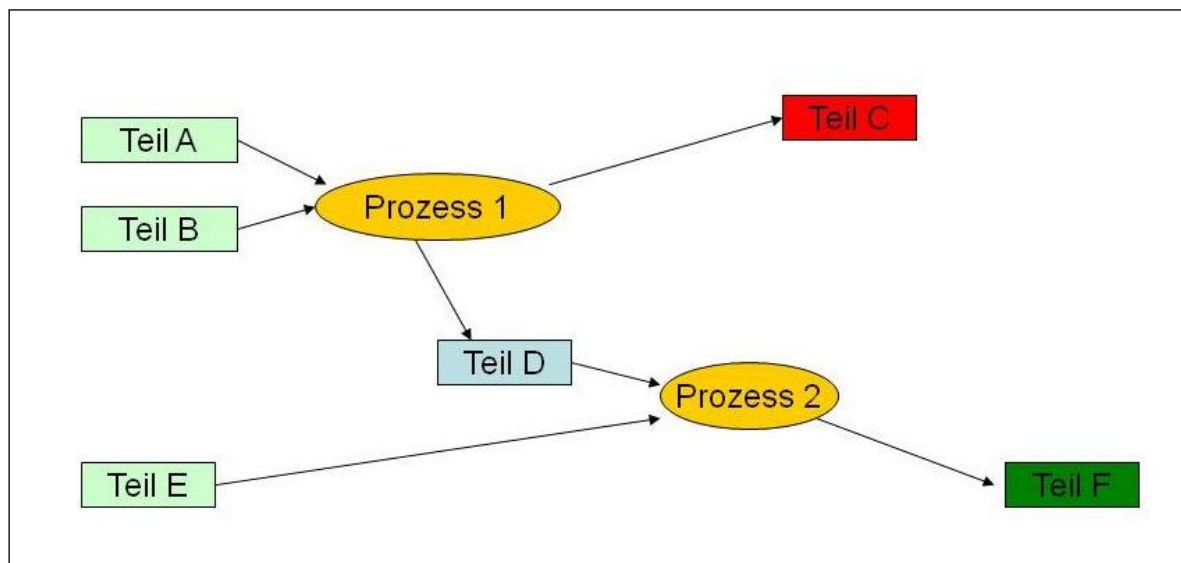 Teil A
Teil C
Teil B
Prozess 1
Teil D
Prozess 2
Teil E
Teil F